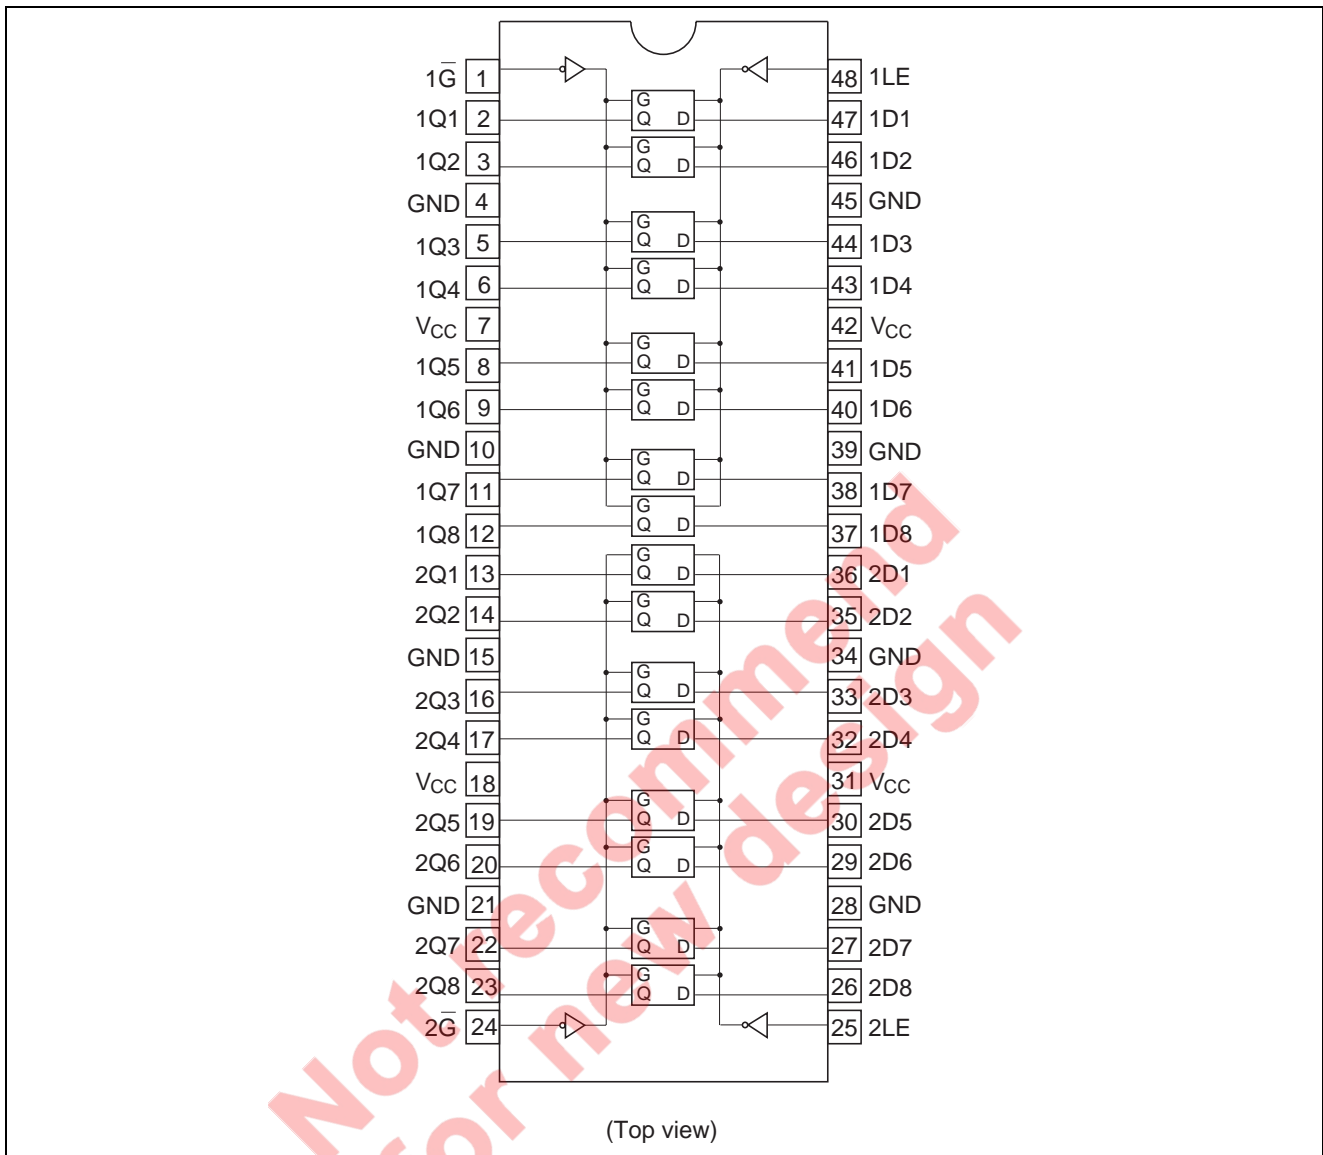 1G̅ 1 48 1LE
G
1Q1 2 Q D 47 1D1
G
1Q2 3 Q D 46 1D2
GND 4 45 GND
G
1Q3 5 Q D 44 1D3
G
1Q4 6 Q D 43 1D4
VCC 7 42 VCC
G
1Q5 8 Q D 41 1D5
G
1Q6 9 Q D 40 1D6
GND 10 39 GND
G
1Q7 11 Q D 38 1D7
G
1Q8 12 Q D 37 1D8
G
2Q1 13 Q D 36 2D1
G
2Q2 14 Q D 35 2D2
GND 15 34 GND
G
2Q3 16 Q D 33 2D3
G
2Q4 17 Q D 32 2D4
VCC 18 31 VCC
G
2Q5 19 Q D 30 2D5
G
2Q6 20 Q D 29 2D6
GND 21 28 GND
G
2Q7 22 Q D 27 2D7
G
2Q8 23 Q D 26 2D8
2G̅ 24 25 2LE
(Top view)
Not recommend
for new design